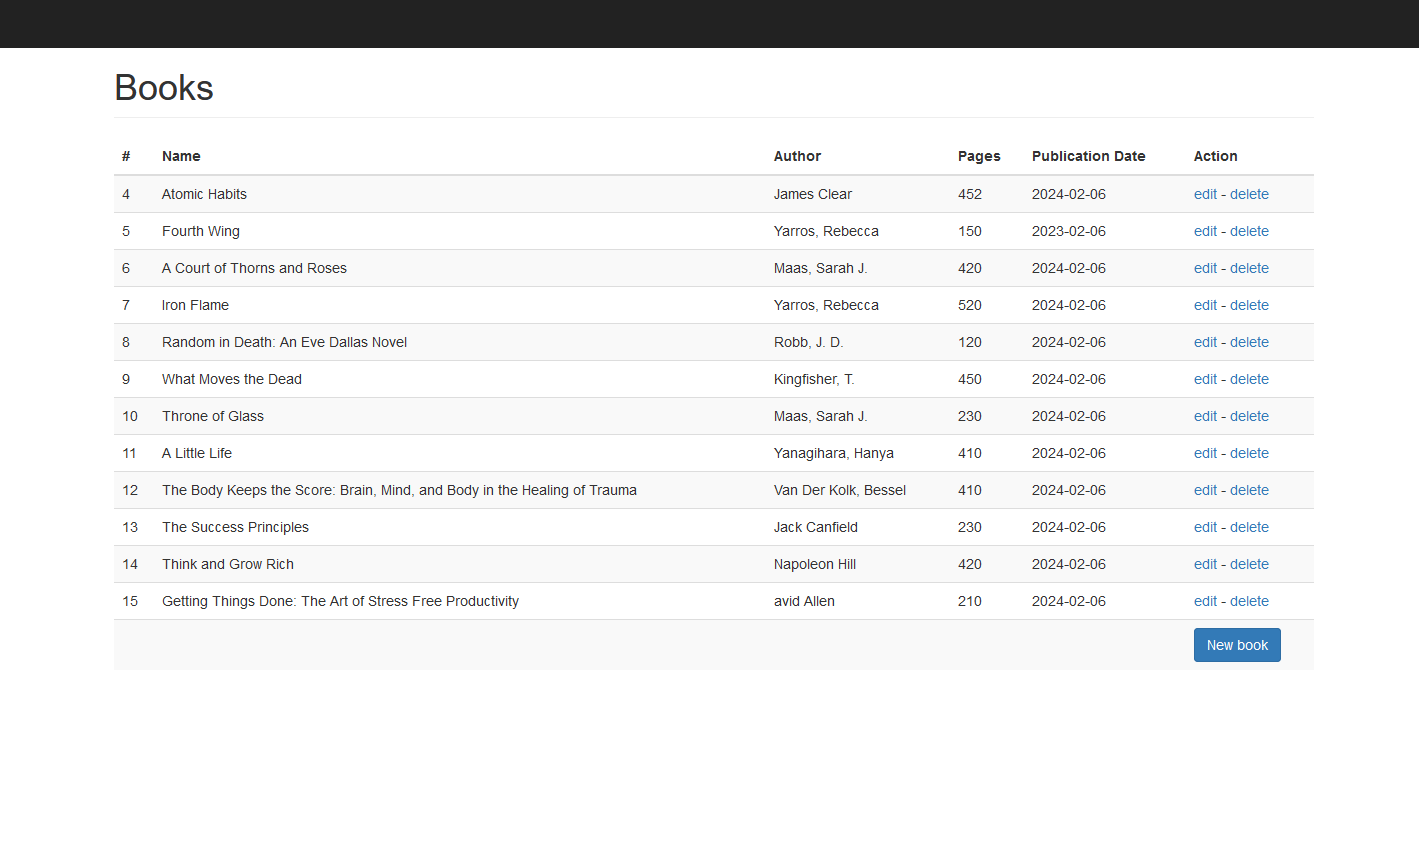 Books
# Name Author Pages Publication Date Action
4 Atomic Habits James Clear 452 2024-02-06 edit - delete
5 Fourth Wing Yarros, Rebecca 150 2023-02-06 edit - delete
6 A Court of Thorns and Roses Maas, Sarah J. 420 2024-02-06 edit - delete
7 Iron Flame Yarros, Rebecca 520 2024-02-06 edit - delete
8 Random in Death: An Eve Dallas Novel Robb, J. D. 120 2024-02-06 edit - delete
9 What Moves the Dead Kingfisher, T. 450 2024-02-06 edit - delete
10 Throne of Glass Maas, Sarah J. 230 2024-02-06 edit - delete
11 A Little Life Yanagihara, Hanya 410 2024-02-06 edit - delete
12 The Body Keeps the Score: Brain, Mind, and Body in the Healing of Trauma Van Der Kolk, Bessel 410 2024-02-06 edit - delete
13 The Success Principles Jack Canfield 230 2024-02-06 edit - delete
14 Think and Grow Rich Napoleon Hill 420 2024-02-06 edit - delete
15 Getting Things Done: The Art of Stress Free Productivity avid Allen 210 2024-02-06 edit - delete
New book